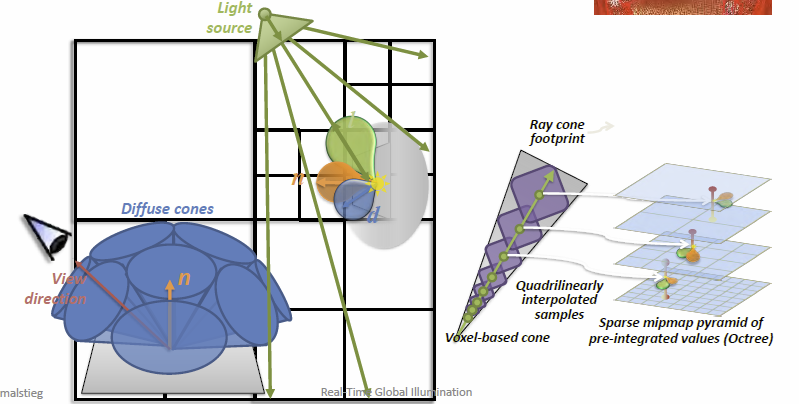 Light
source
l
n
d
Diffuse cones
View
direction
n
Ray cone
footprint
Quadrilinearly
interpolated
samples
Voxel-based cone
Sparse mipmap pyramid of
pre-integrated values (Octree)
malstieg
Real-Time Global Illumination